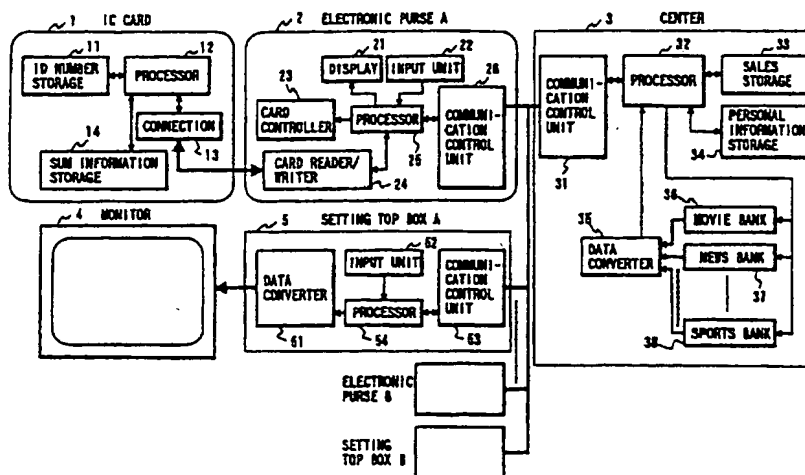 1
IC CARD
11
12
ID NUMBER
STORAGE
PROCESSOR
14
CONNECTION
13
SUM INFORMATION
STORAGE
2
ELECTRONIC PURSE A
21
22
DISPLAY
INPUT UNIT
23
26
CARD
CONTROLLER
PROCESSOR
25
COMMUNI-
CATION
CONTROL
UNIT
CARD READER/
WRITER
24
3
CENTER
32
33
COMMUNI-
CATION
CONTROL
UNIT
31
PROCESSOR
SALES
STORAGE
PERSONAL
INFORMATION
STORAGE
34
35
DATA
CONVERTER
36
MOVIE BANK
NEWS BANK
37
SPORTS BANK
38
4
MONITOR
5
SETTING TOP BOX A
52
INPUT UNIT
DATA
CONVERTER
51
PROCESSOR
54
COMMUNI-
CATION
CONTROL
UNIT
53
ELECTRONIC
PURSE B
SETTING
TOP BOX B